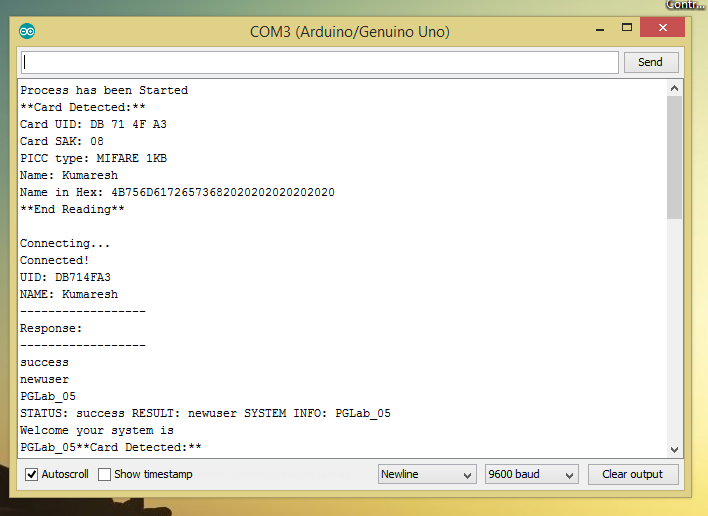 Contr...
COM3 (Arduino/Genuino Uno)
Send
Process has been Started
**Card Detected:**
Card UID: DB 71 4F A3
Card SAK: 08
PICC type: MIFARE 1KB
Name: Kumaresh
Name in Hex: 4B756D61726573682020202020202020
**End Reading**
Connecting...
Connected!
UID: DB714FA3
NAME: Kumaresh
------------------
Response:
------------------
success
newuser
PGLab_05
STATUS: success RESULT: newuser SYSTEM INFO: PGLab_05
Welcome your system is
PGLab_05**Card Detected:**
Autoscroll Show timestamp Newline 9600 baud Clear output